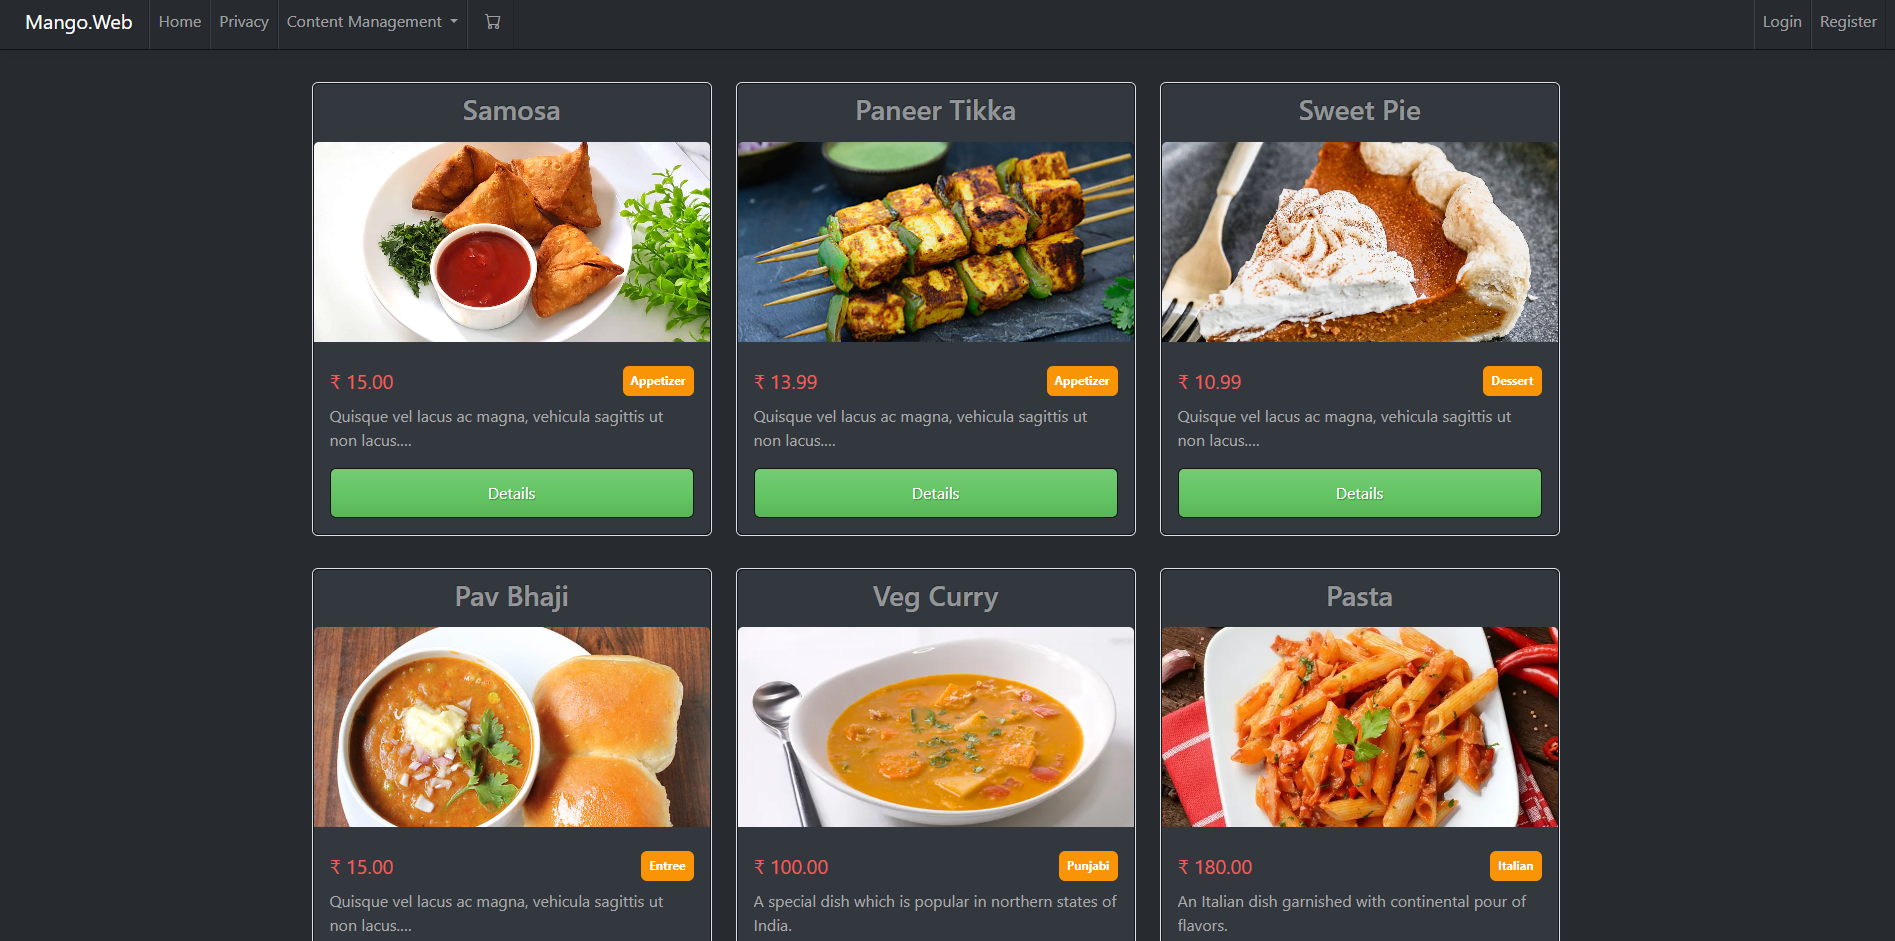 Mango.Web Home Privacy Content Management Login Register
Samosa
Paneer Tikka
Sweet Pie
₹ 15.00 Appetizer
Quisque vel lacus ac magna, vehicula sagittis ut
non lacus....
Details
₹ 13.99 Appetizer
Quisque vel lacus ac magna, vehicula sagittis ut
non lacus....
Details
₹ 10.99 Dessert
Quisque vel lacus ac magna, vehicula sagittis ut
non lacus....
Details
Pav Bhaji
Veg Curry
Pasta
₹ 15.00 Entree
Quisque vel lacus ac magna, vehicula sagittis ut
non lacus....
₹ 100.00 Punjabi
A special dish which is popular in northern states of
India.
₹ 180.00 Italian
An Italian dish garnished with continental pour of
flavors.